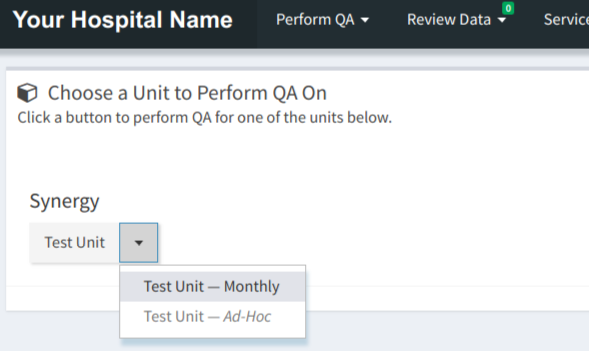 Your Hospital Name
Perform QA
Review Data
0
Service
Choose a Unit to Perform QA On
Click a button to perform QA for one of the units below.
Synergy
Test Unit
Test Unit — Monthly
Test Unit — Ad-Hoc